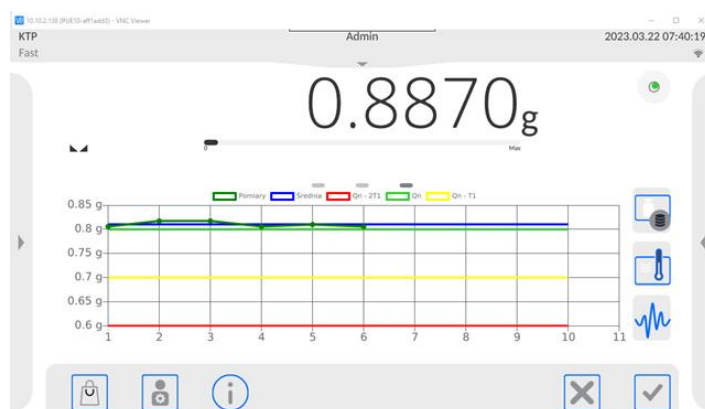 10.10.2.138 (PUE10-aff1add3) - VNC Viewer
KTP
Admin
2023.03.22 07:40:19
Fast
0.8870g
0
Max
Pomiary
Średnia
Qn - 2T1
Qn
Qn - T1
0.85 g
0.8 g
0.75 g
0.7 g
0.65 g
0.6 g
1 2 3 4 5 6 7 8 9 10 11